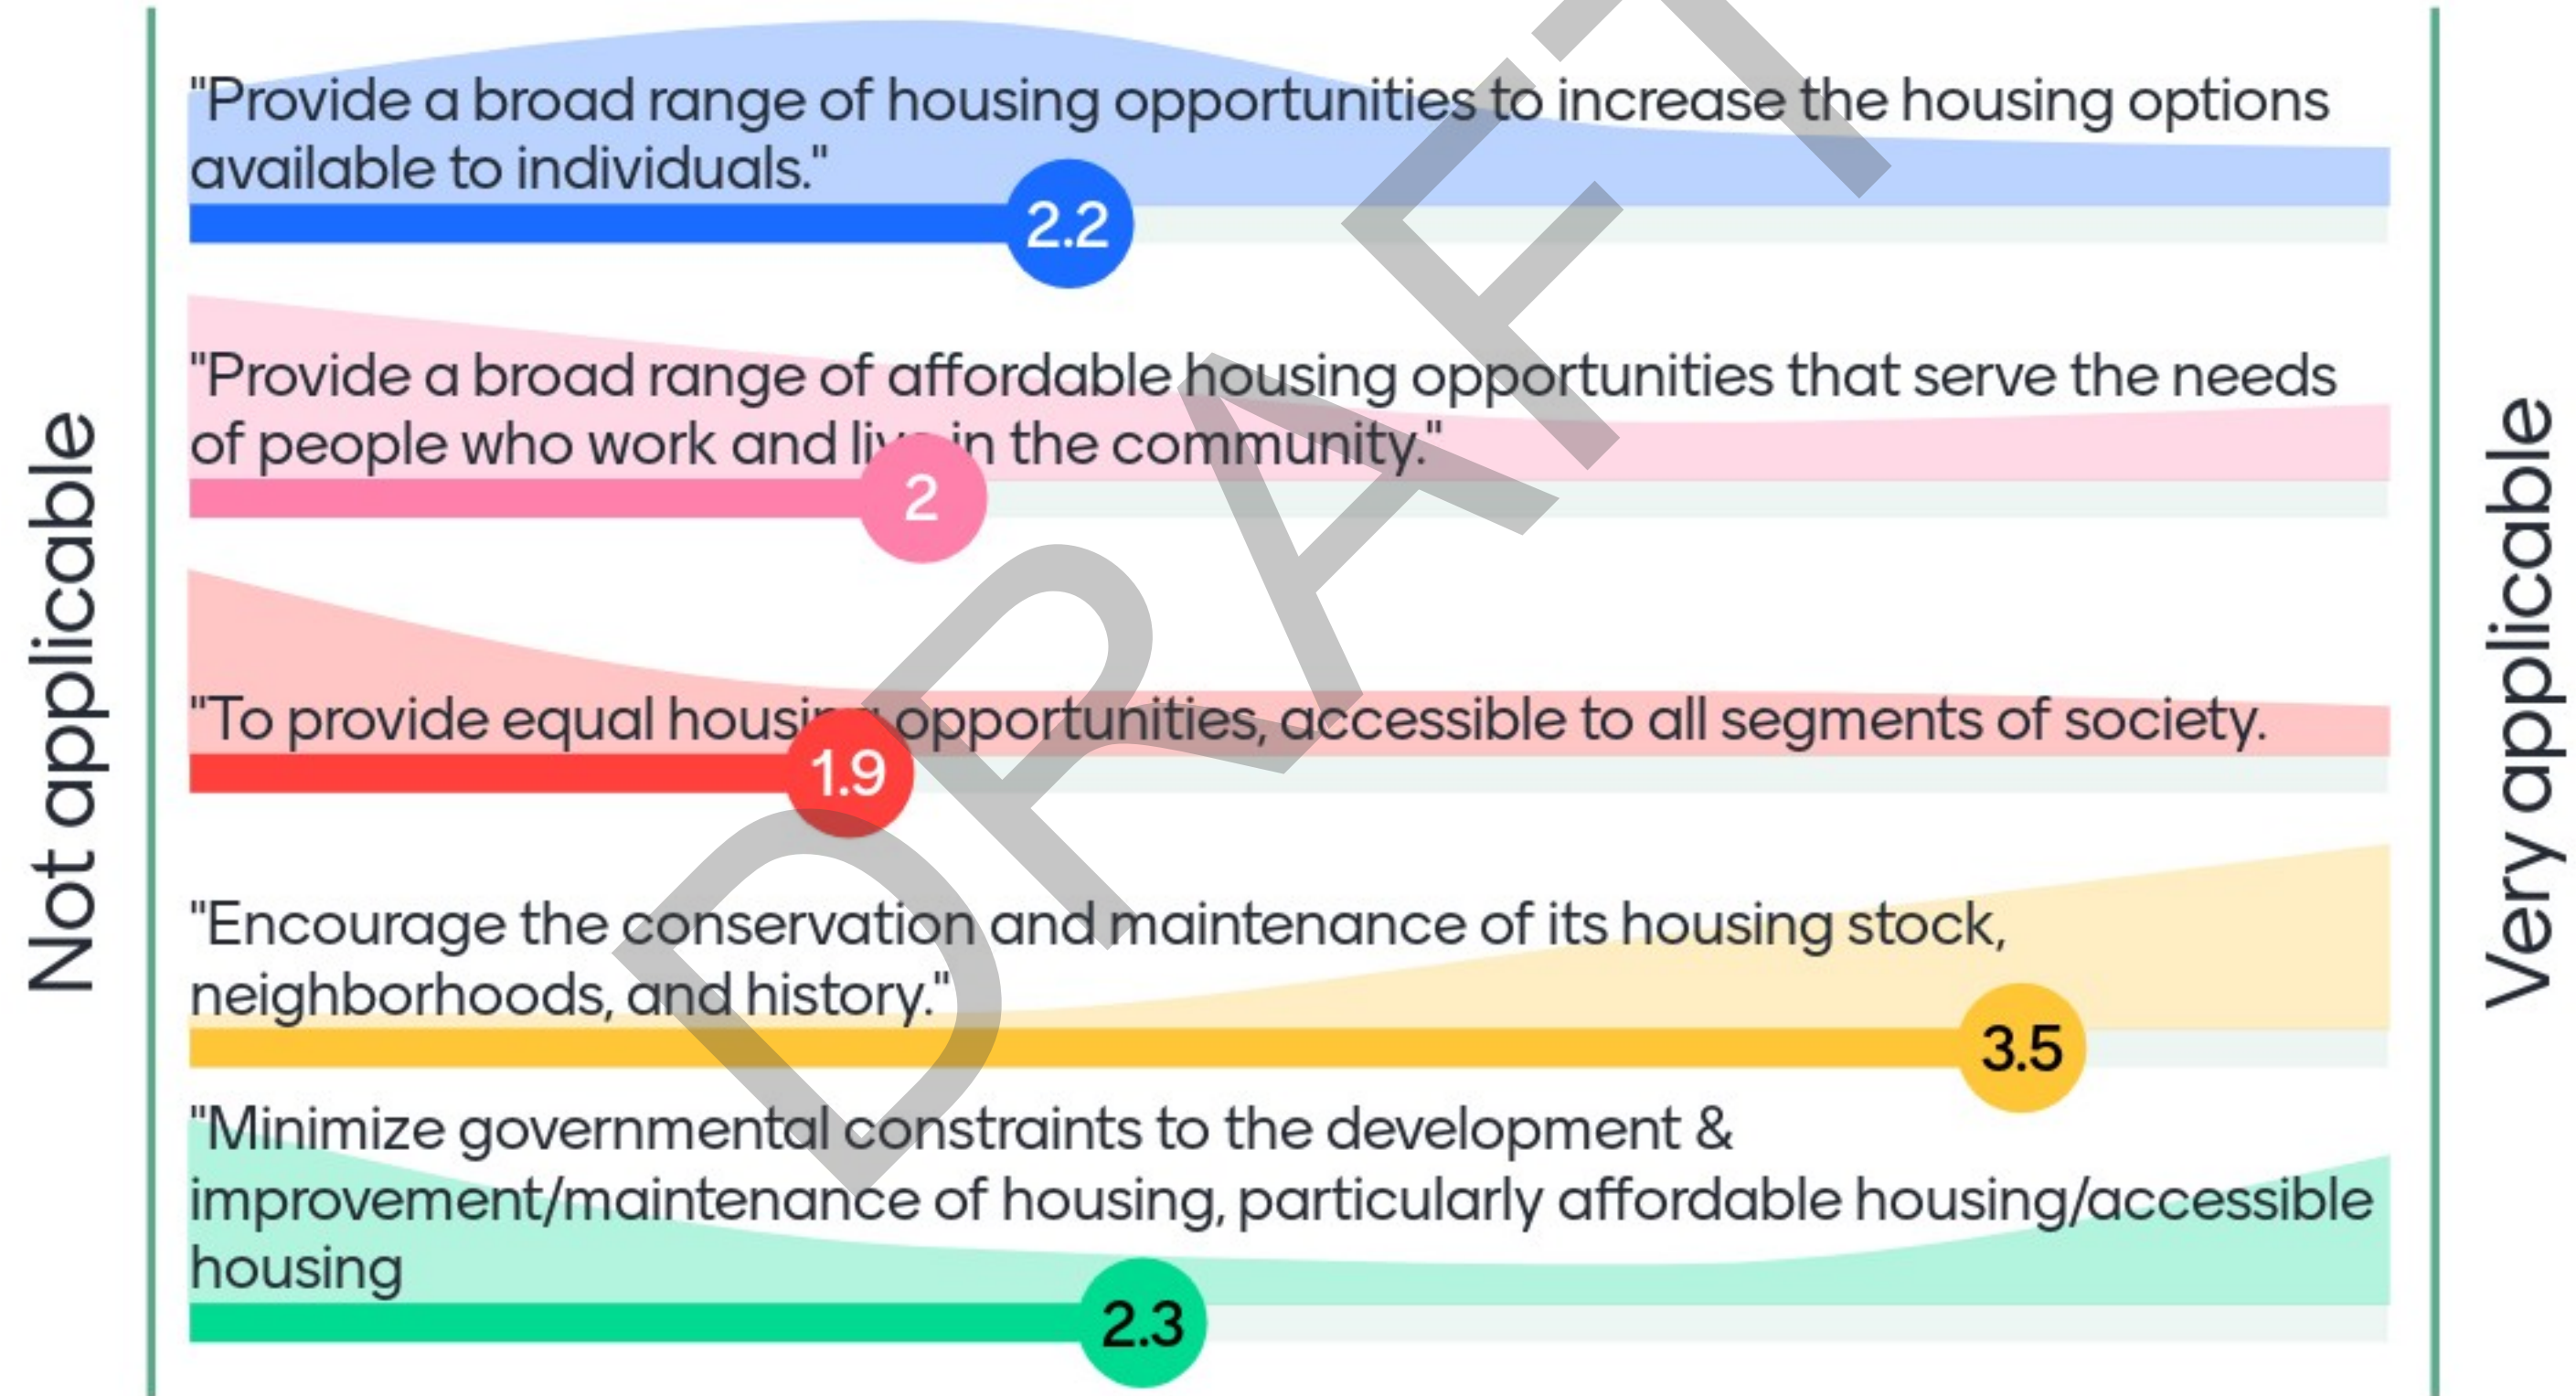 Not applicable
"Provide a broad range of housing opportunities to increase the housing options
available to individuals."
2.2
"Provide a broad range of affordable housing opportunities that serve the needs
of people who work and live in the community."
2
"To provide equal housing opportunities, accessible to all segments of society.
1.9
"Encourage the conservation and maintenance of its housing stock,
neighborhoods, and history."
3.5
"Minimize governmental constraints to the development &
improvement/maintenance of housing, particularly affordable housing/accessible
housing
2.3
Very applicable
DRAFT